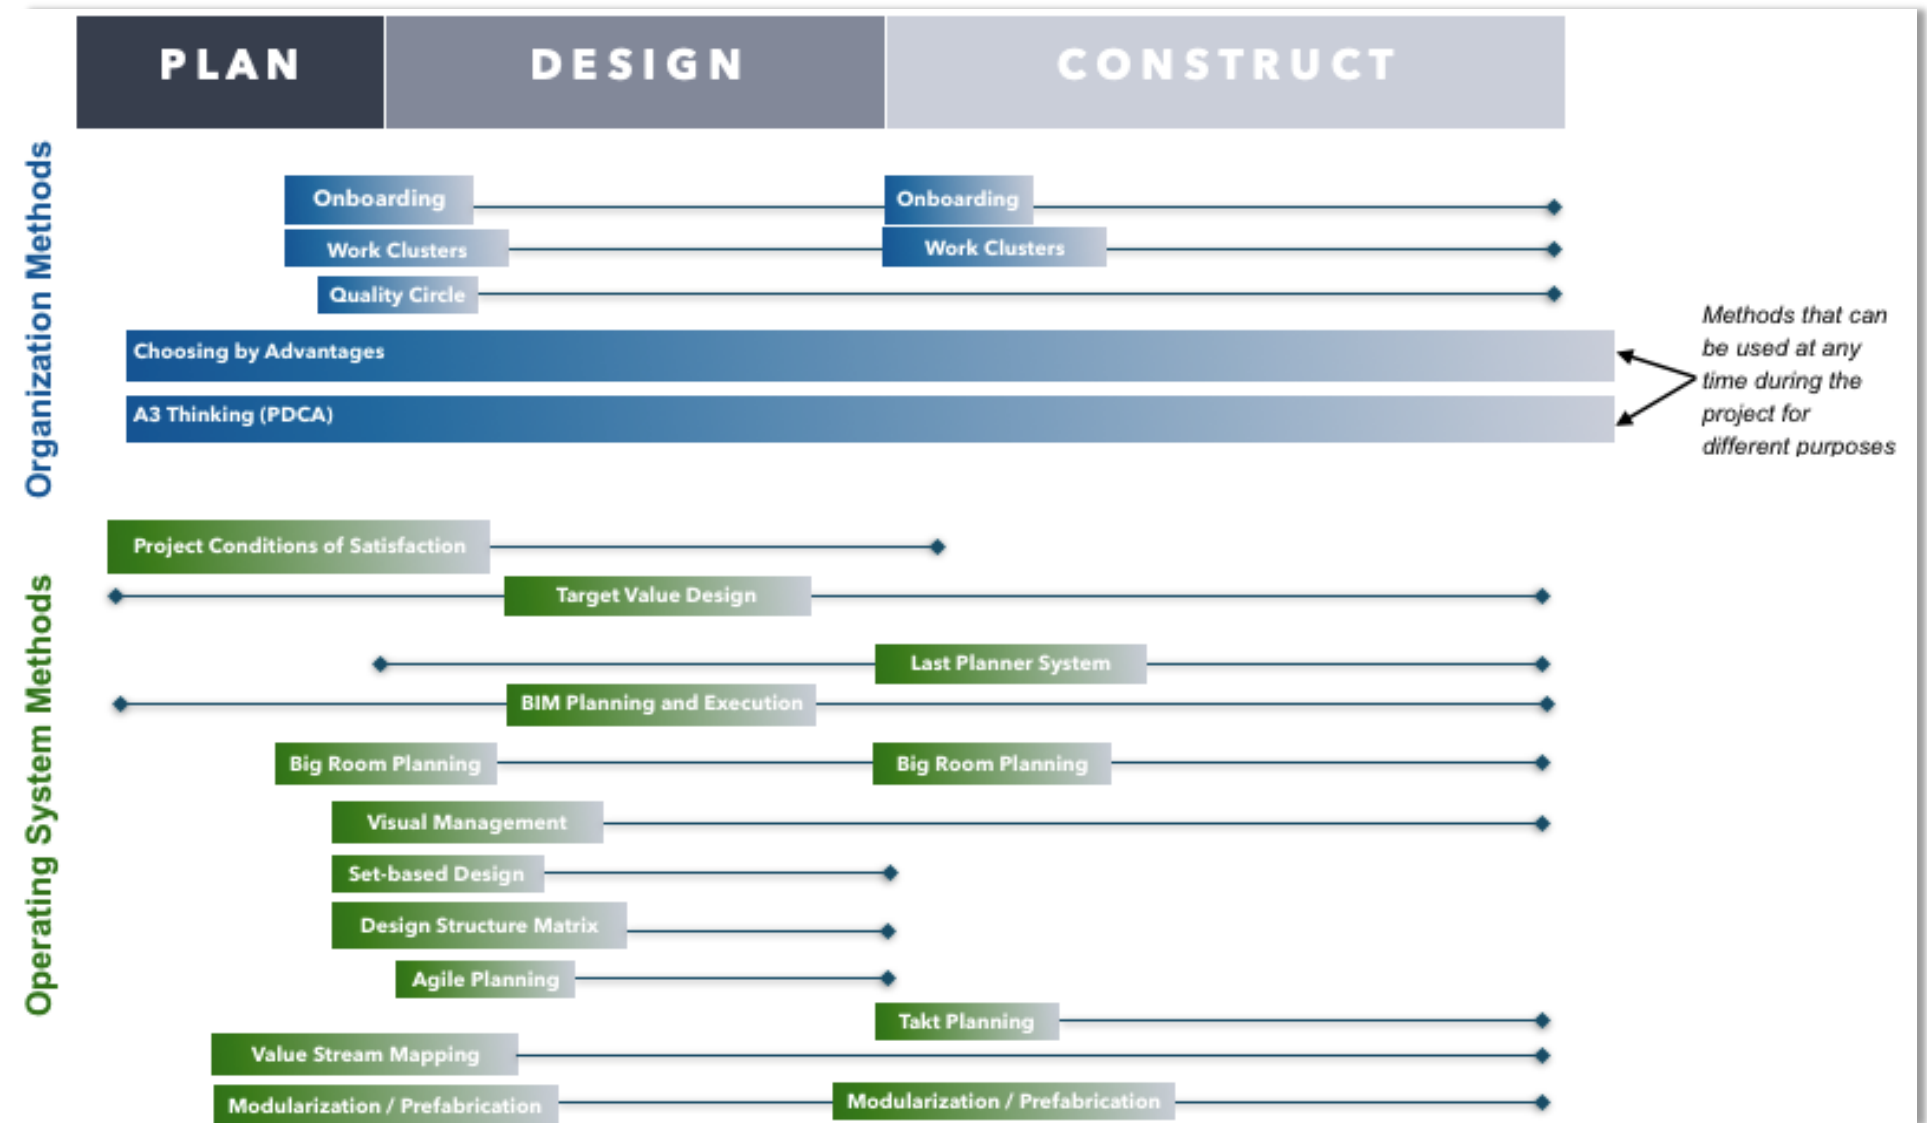 PLAN
DESIGN
CONSTRUCT
Organization Methods
Onboarding
Onboarding
Work Clusters
Work Clusters
Quality Circle
Choosing by Advantages
A3 Thinking (PDCA)
Methods that can
be used at any
time during the
project for
different purposes
Operating System Methods
Project Conditions of Satisfaction
Target Value Design
Last Planner System
BIM Planning and Execution
Big Room Planning
Big Room Planning
Visual Management
Set-based Design
Design Structure Matrix
Agile Planning
Takt Planning
Value Stream Mapping
Modularization / Prefabrication
Modularization / Prefabrication